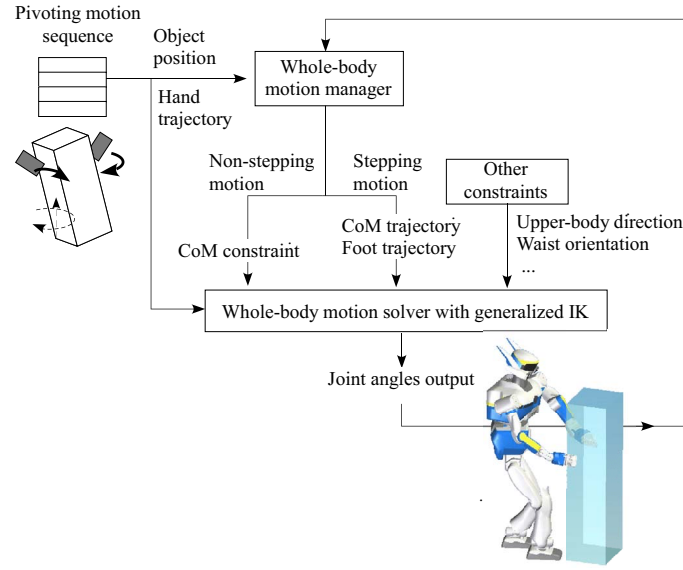 Pivoting motion
sequence
Object
position
Hand
trajectory
Whole-body
motion manager
Non-stepping
motion
Stepping
motion
Other
constraints
CoM constraint
CoM trajectory
Foot trajectory
Upper-body direction
Waist orientation
...
Whole-body motion solver with generalized IK
Joint angles output